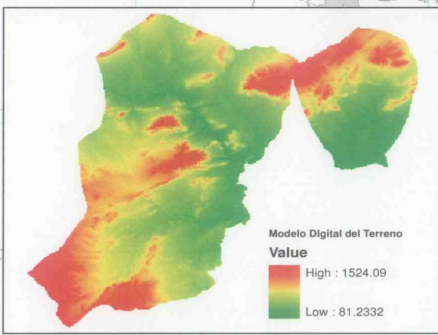 Modelo Digital del Terreno
Value
High : 1524.09
Low : 81.2332